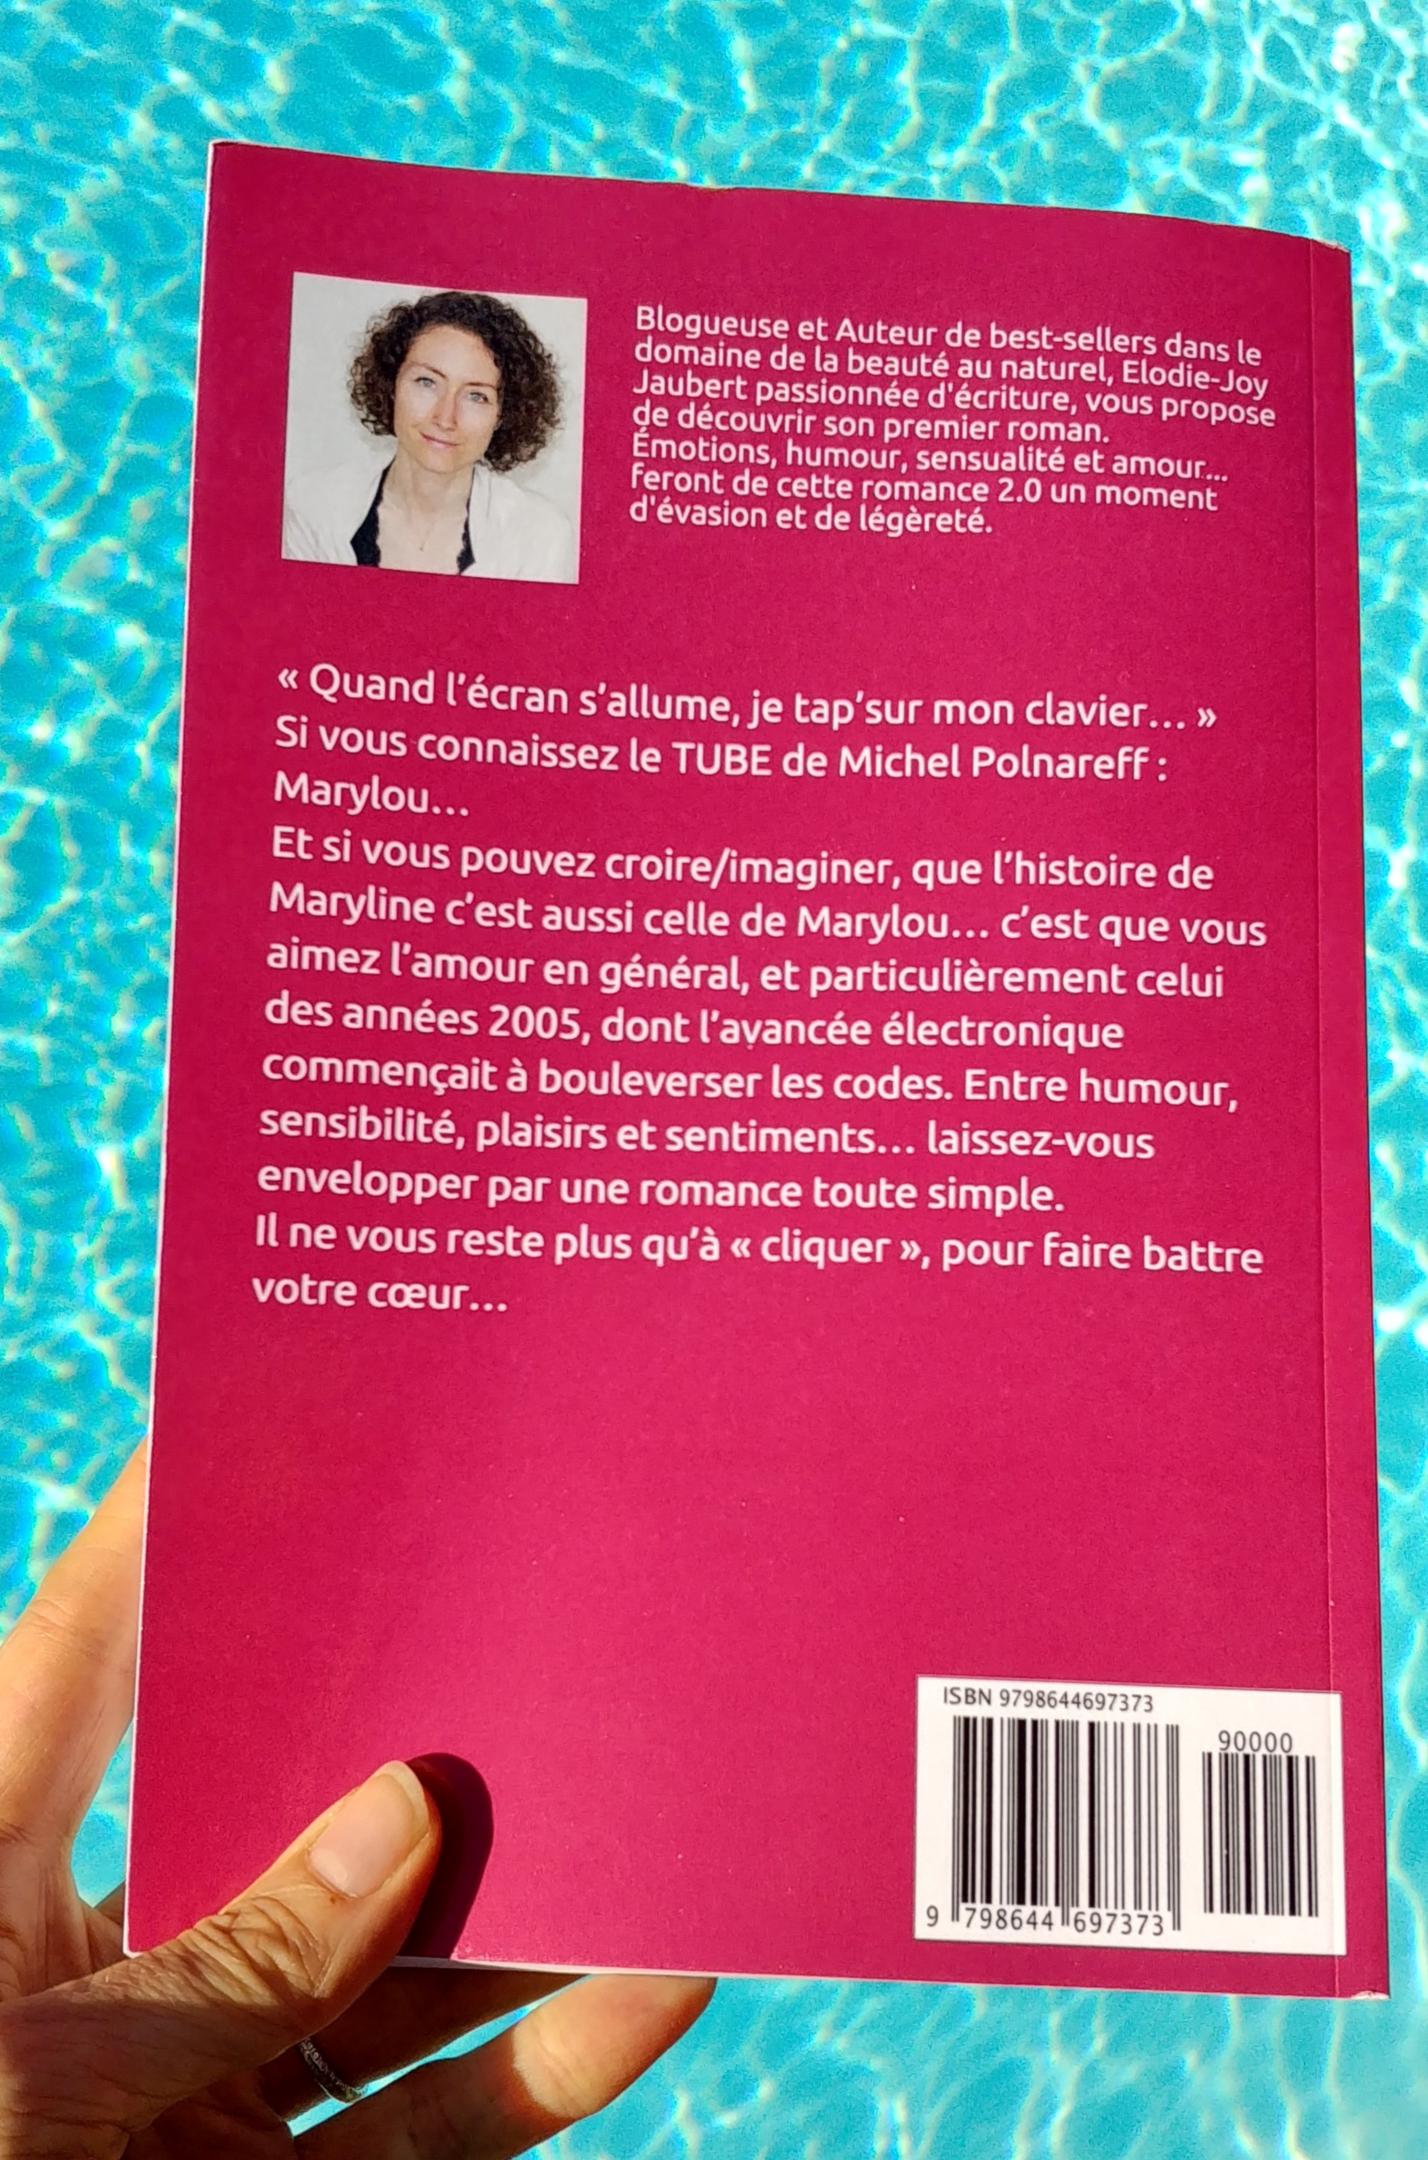 Blogueuse et Auteur de best-sellers dans le
domaine de la beauté au naturel, Elodie-Joy
Jaubert passionnée d'écriture, vous propose
de découvrir son premier roman.
Émotions, humour, sensualité et amour...
feront de cette romance 2.0 un moment
d'évasion et de légèreté.
« Quand l’écran s’allume, je tap’sur mon clavier... »
Si vous connaissez le TUBE de Michel Polnareff :
Marylou...
Et si vous pouvez croire/imaginer, que l’histoire de
Maryline c’est aussi celle de Marylou... c’est que vous
aimez l’amour en général, et particulièrement celui
des années 2005, dont l’avancée électronique
commençait à bouleverser les codes. Entre humour,
sensibilité, plaisirs et sentiments... laissez-vous
envelopper par une romance toute simple.
Il ne vous reste plus qu’à « cliquer », pour faire battre
votre cœur...
ISBN 9798644697373
90000
9 798644 697373